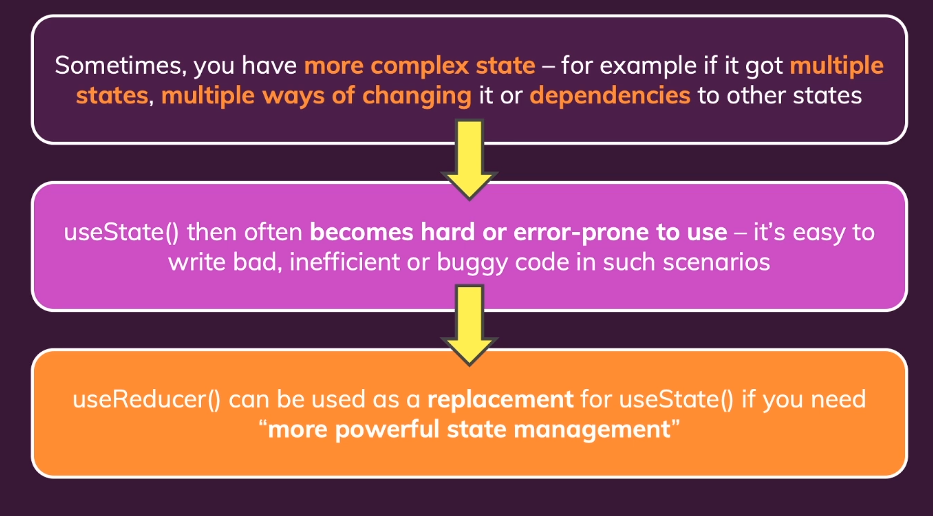 Sometimes, you have more complex state – for example if it got multiple
states, multiple ways of changing it or dependencies to other states
useState() then often becomes hard or error-prone to use – it’s easy to
write bad, inefficient or buggy code in such scenarios
useReducer() can be used as a replacement for useState() if you need
“more powerful state management”